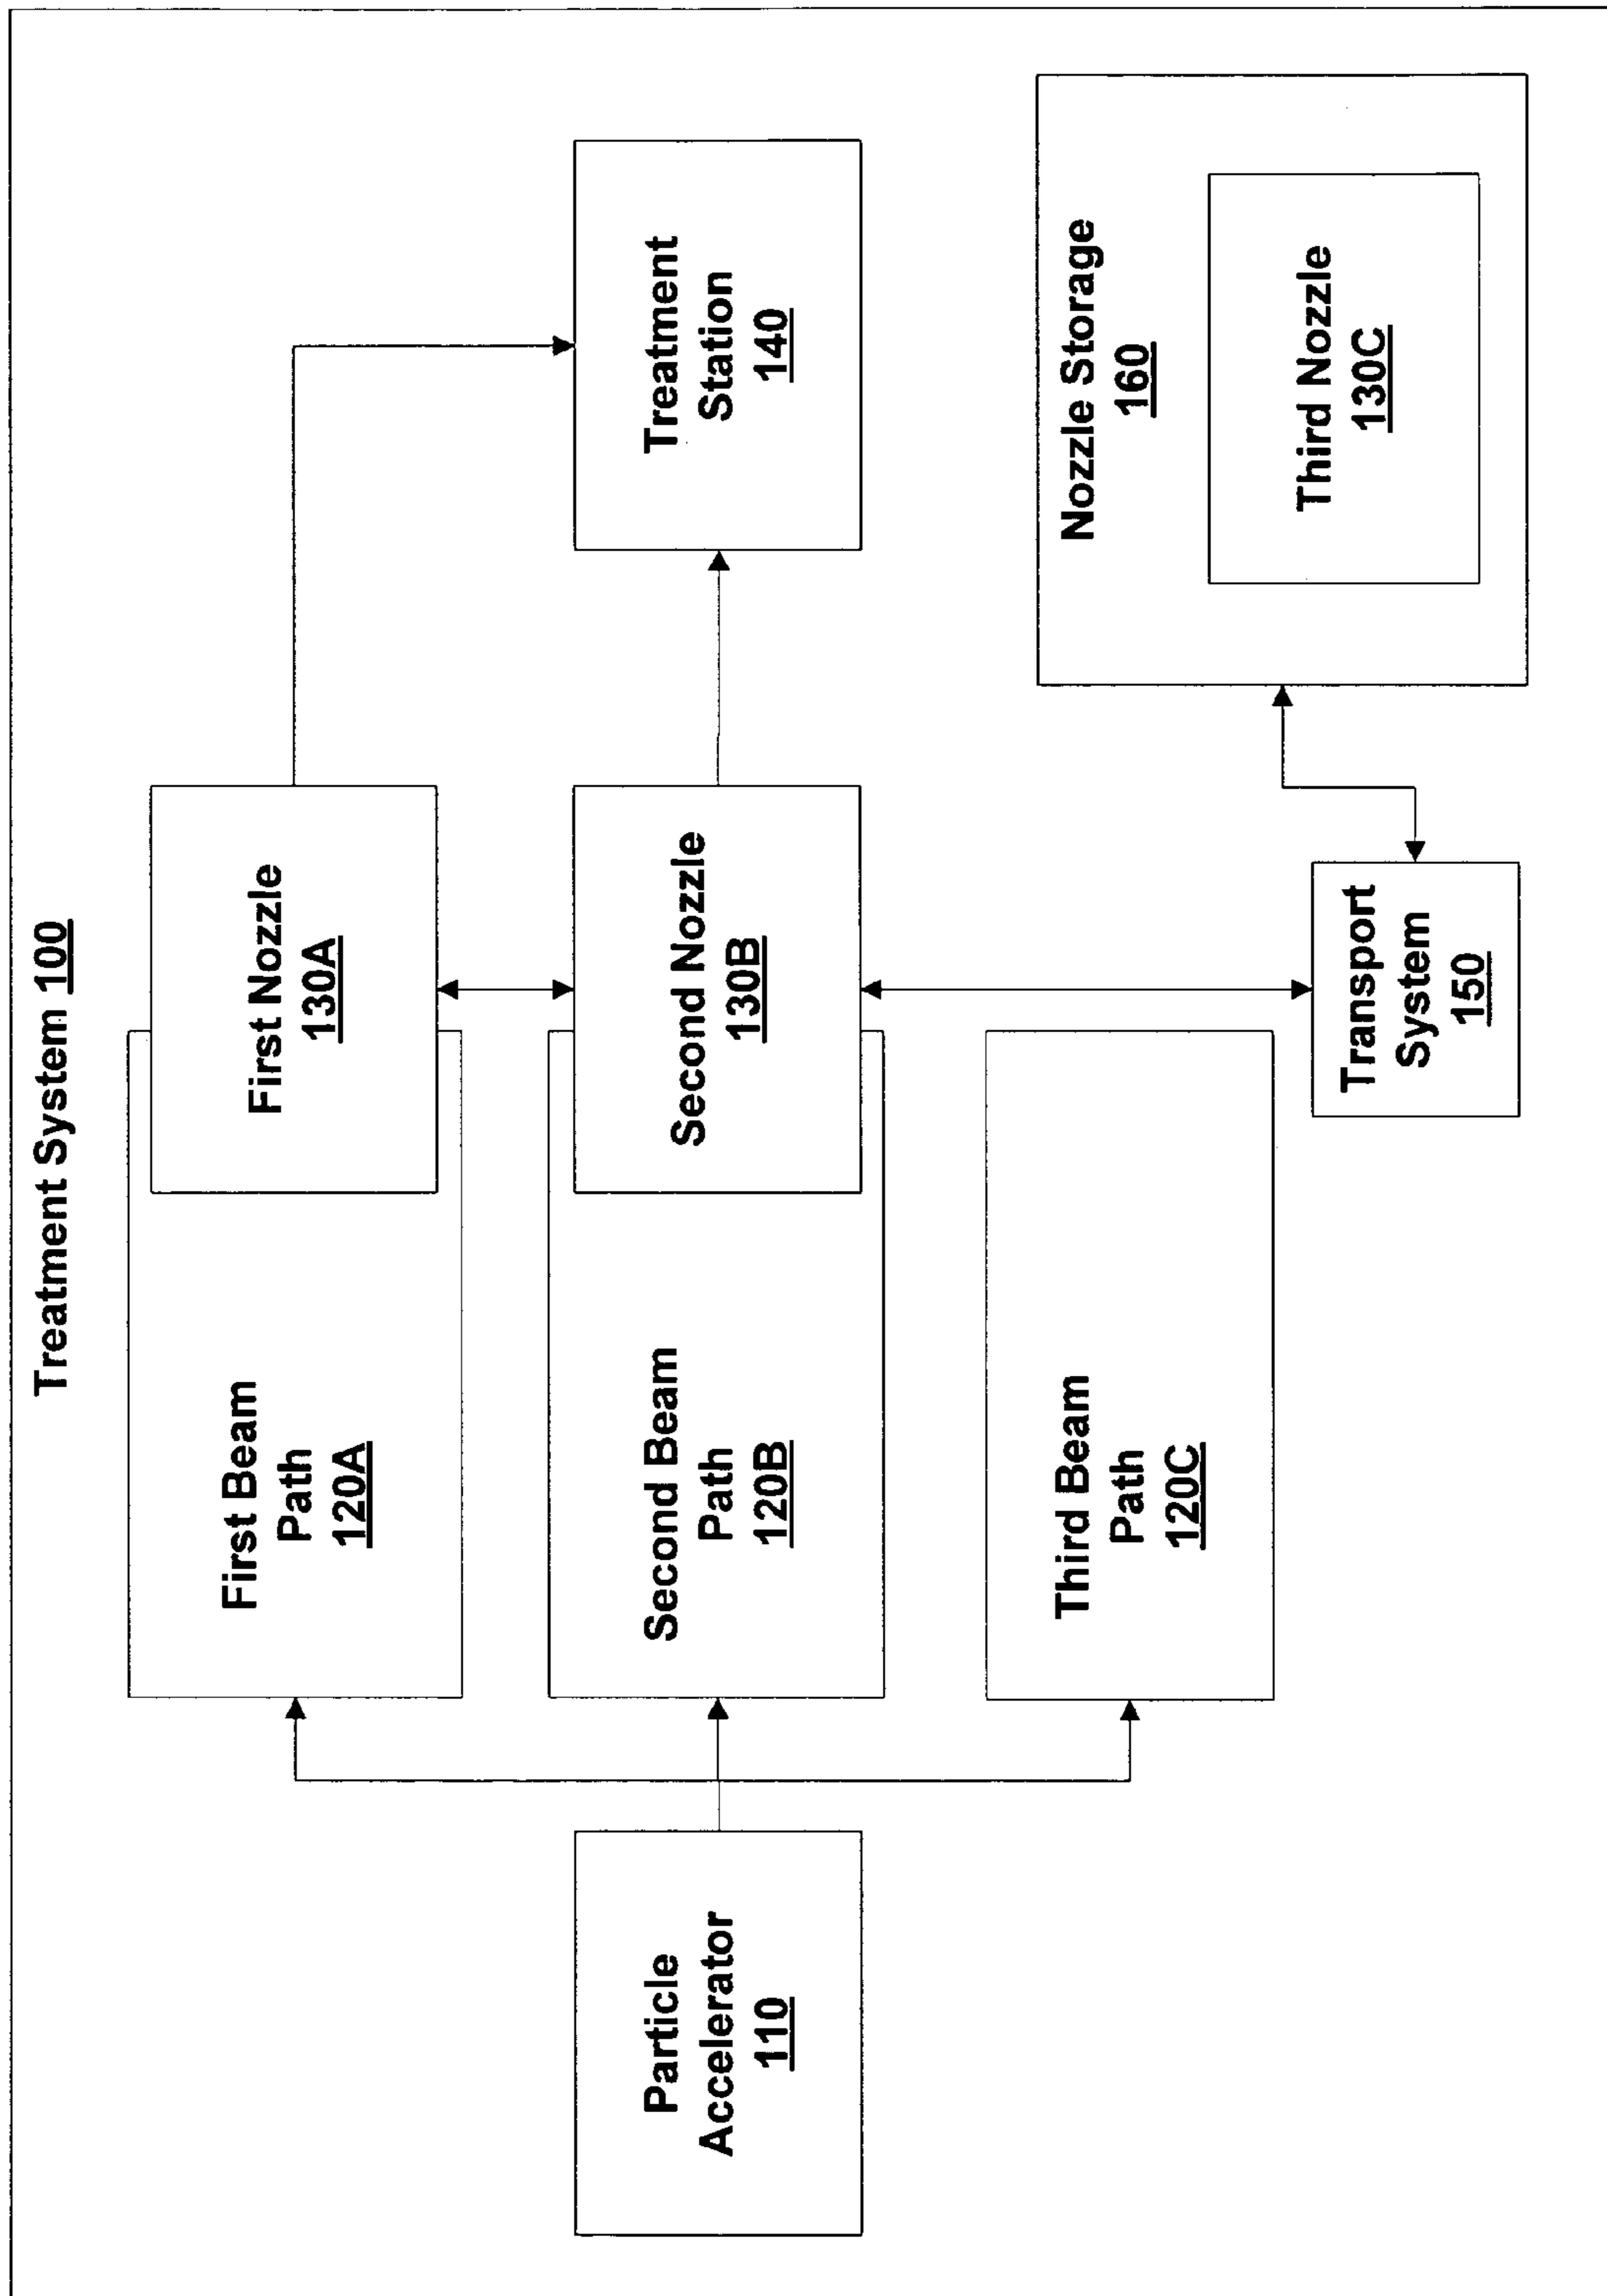 Treatment System 100
Particle
Accelerator
110
First Beam
Path
120A
First Nozzle
130A
Second Beam
Path
120B
Second Nozzle
130B
Third Beam
Path
120C
Treatment
Station
140
Transport
System
150
Nozzle Storage
160
Third Nozzle
130C